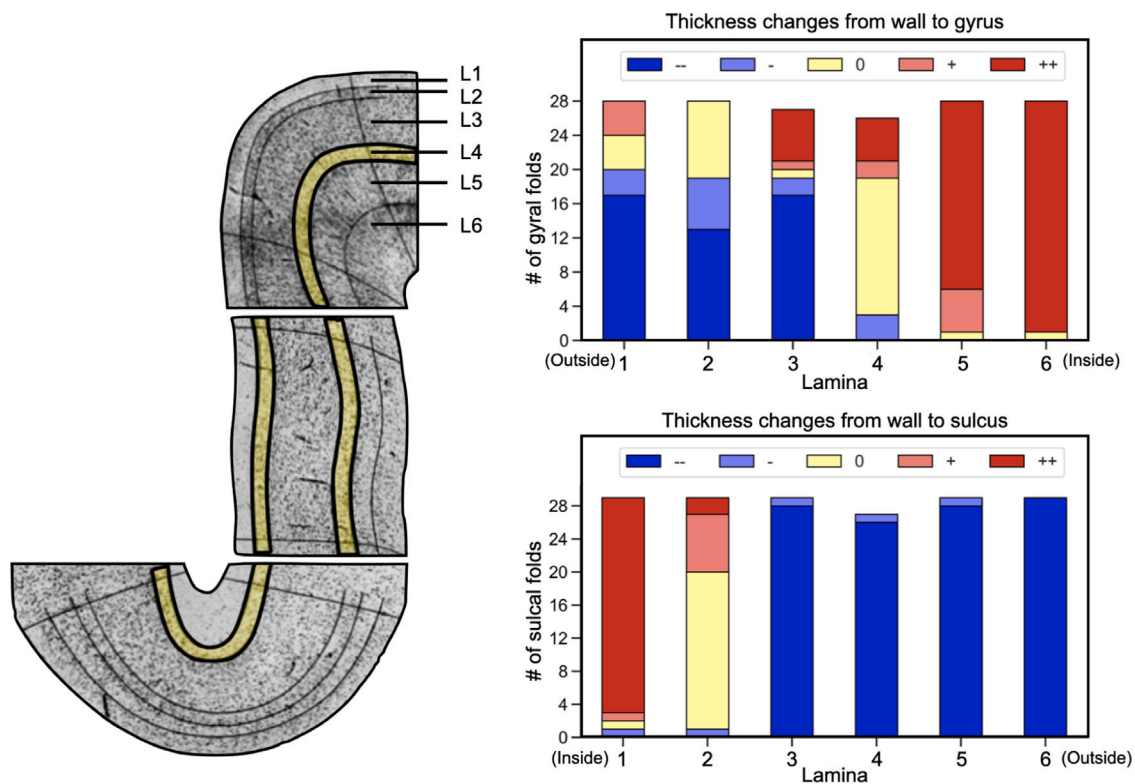 L1
L2
L3
L4
L5
L6
Thickness changes from wall to gyrus
-- - 0 + ++
# of gyral folds
28
24
20
16
12
8
4
0
(Outside) 1 2 3 4 5 6 (Inside)
Lamina
Thickness changes from wall to sulcus
-- - 0 + ++
# of sulcal folds
28
24
20
16
12
8
4
0
(Inside) 1 2 3 4 5 6 (Outside)
Lamina